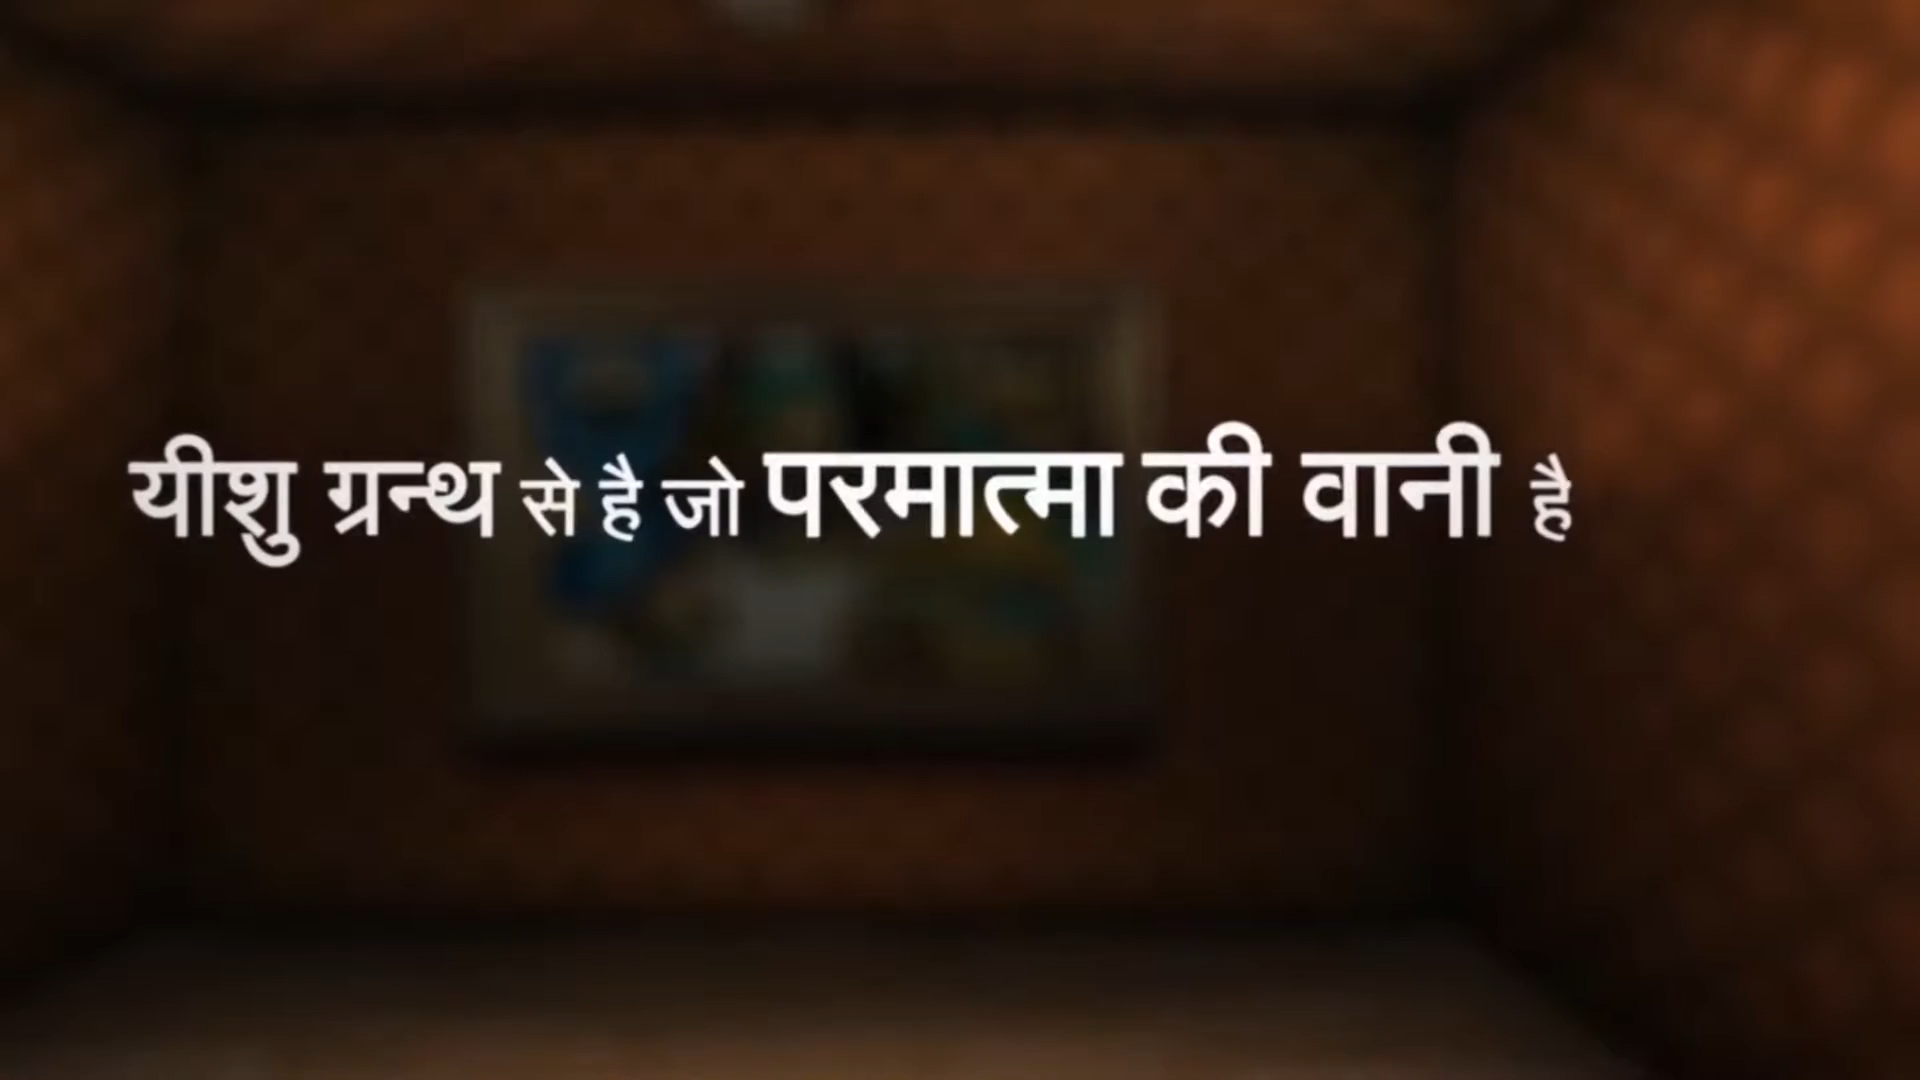 यीशु ग्रन्थ से है जो परमात्मा की वानी है